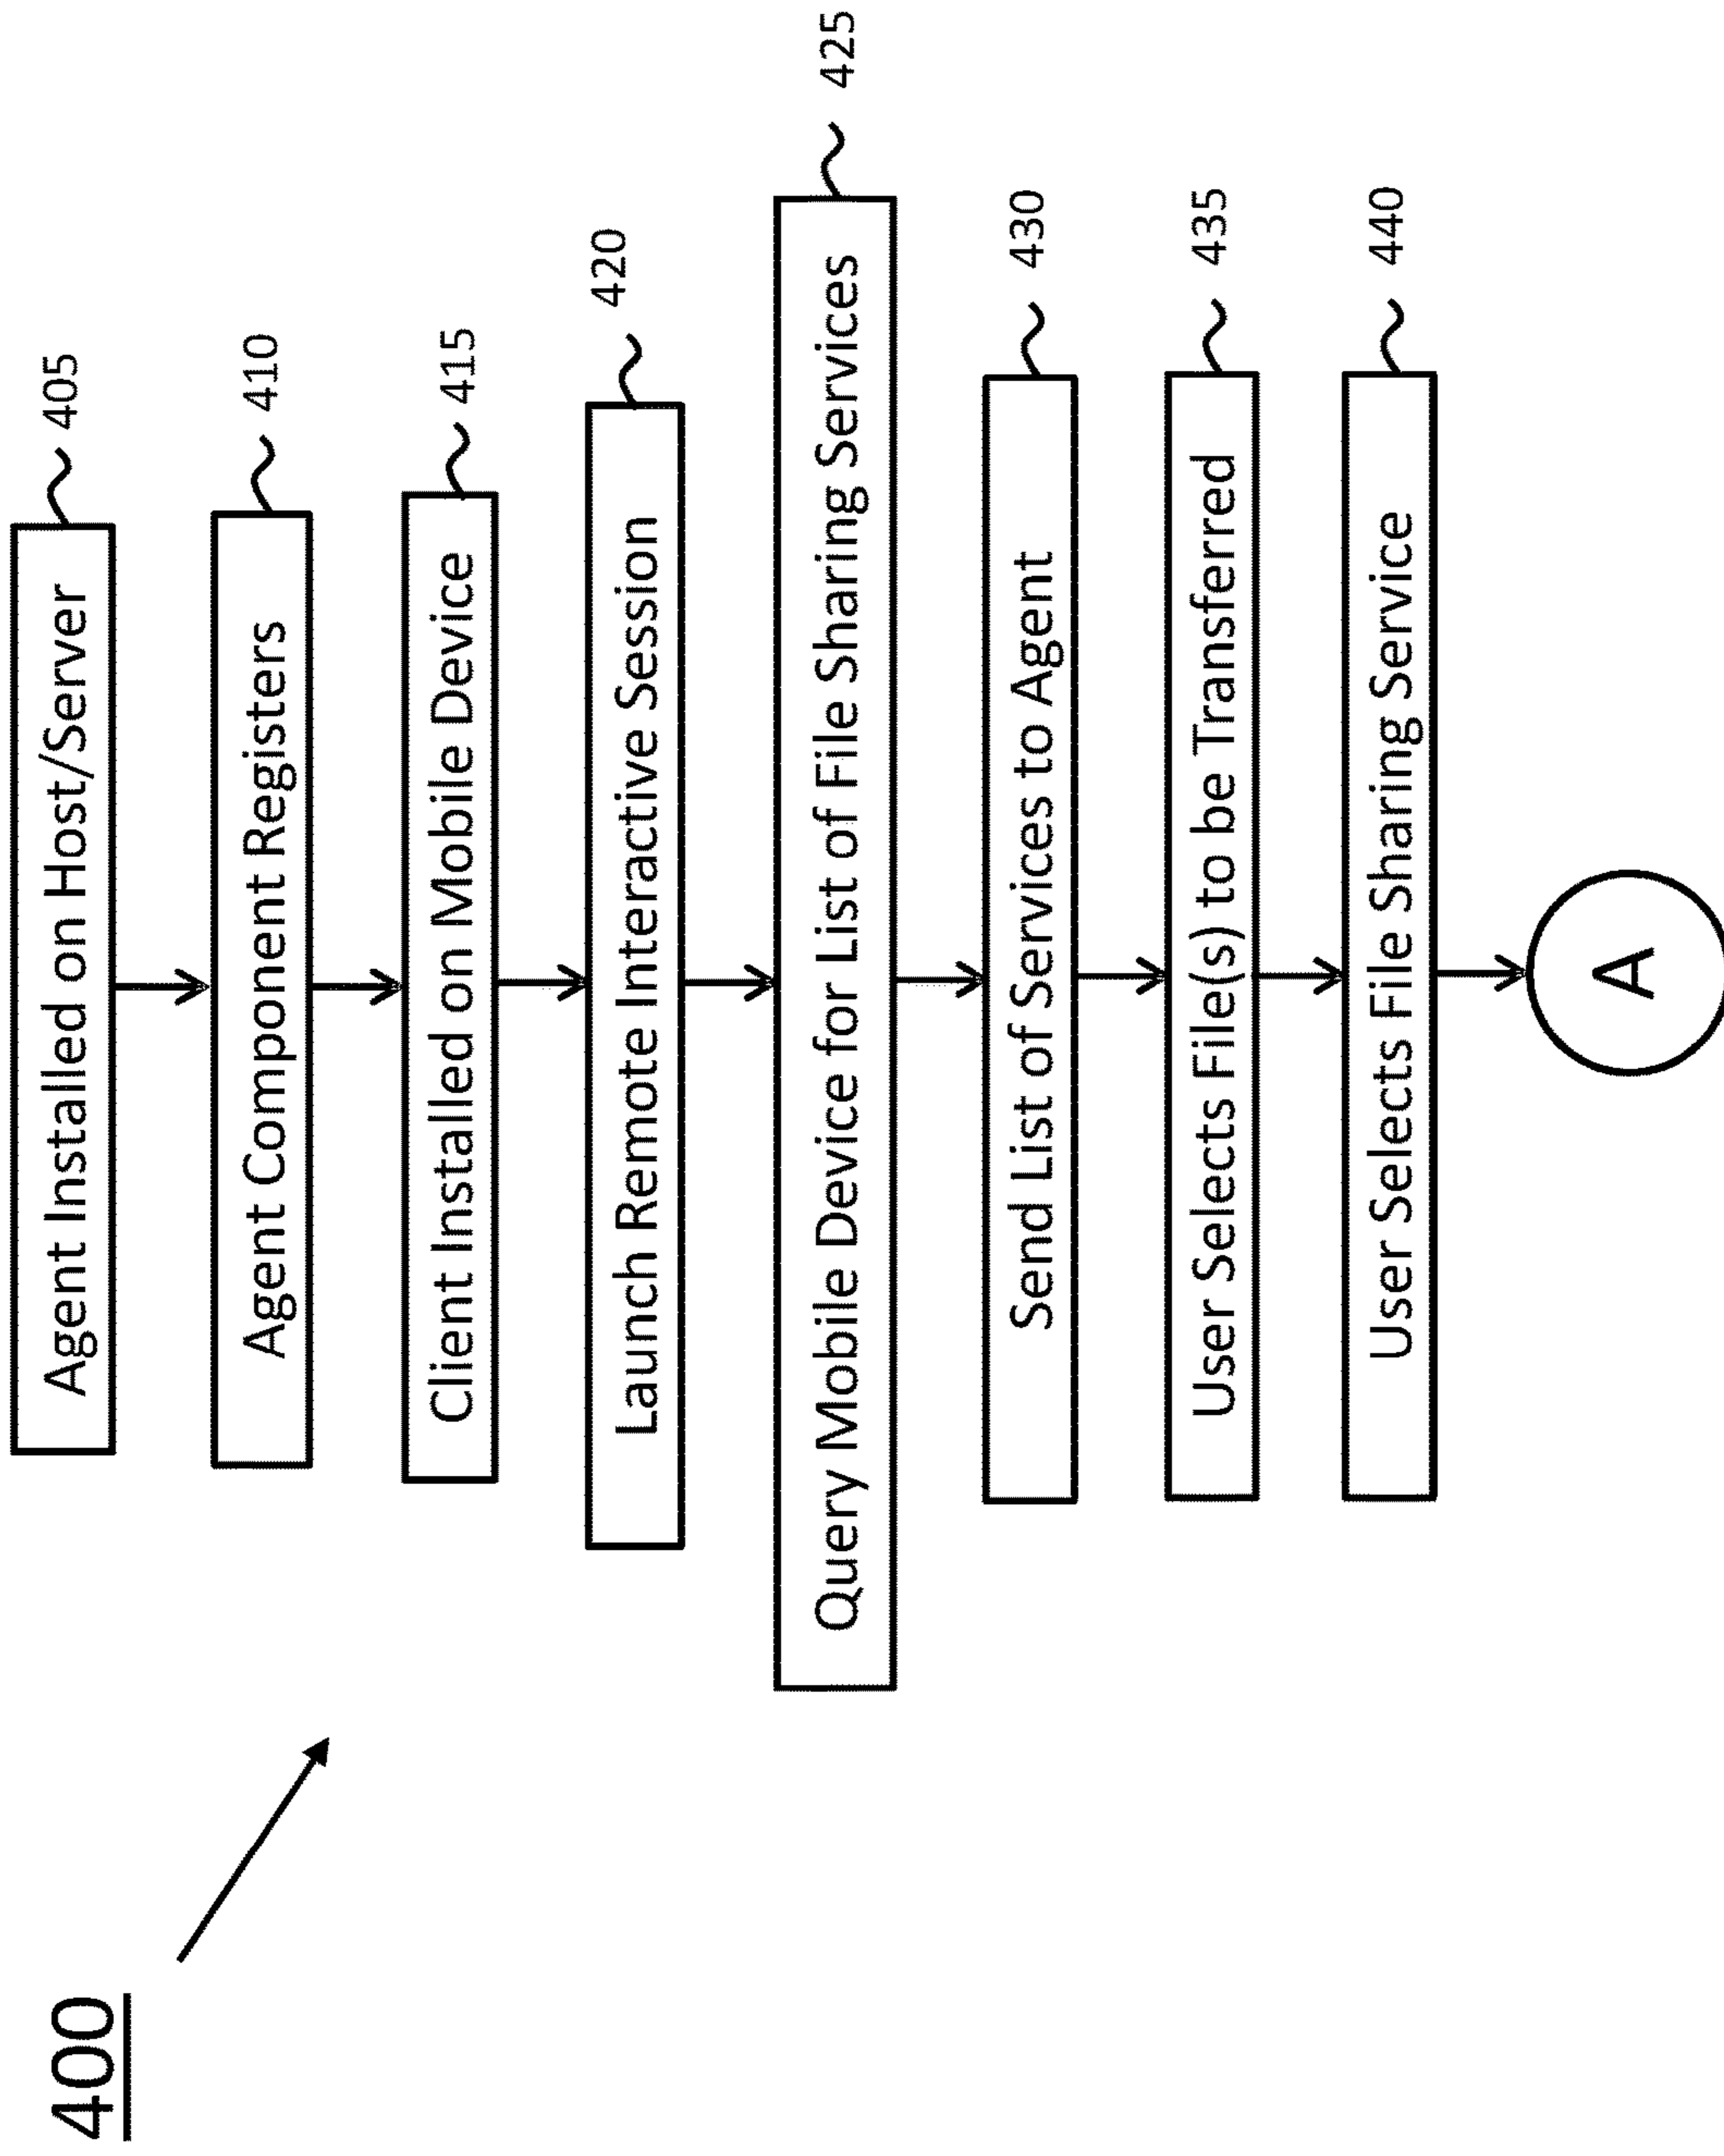 400
Agent Installed on Host/Server
405
Agent Component Registers
410
Client Installed on Mobile Device
415
Launch Remote Interactive Session
420
Query Mobile Device for List of File Sharing Services
425
Send List of Services to Agent
430
User Selects File(s) to be Transferred
435
User Selects File Sharing Service
440
A